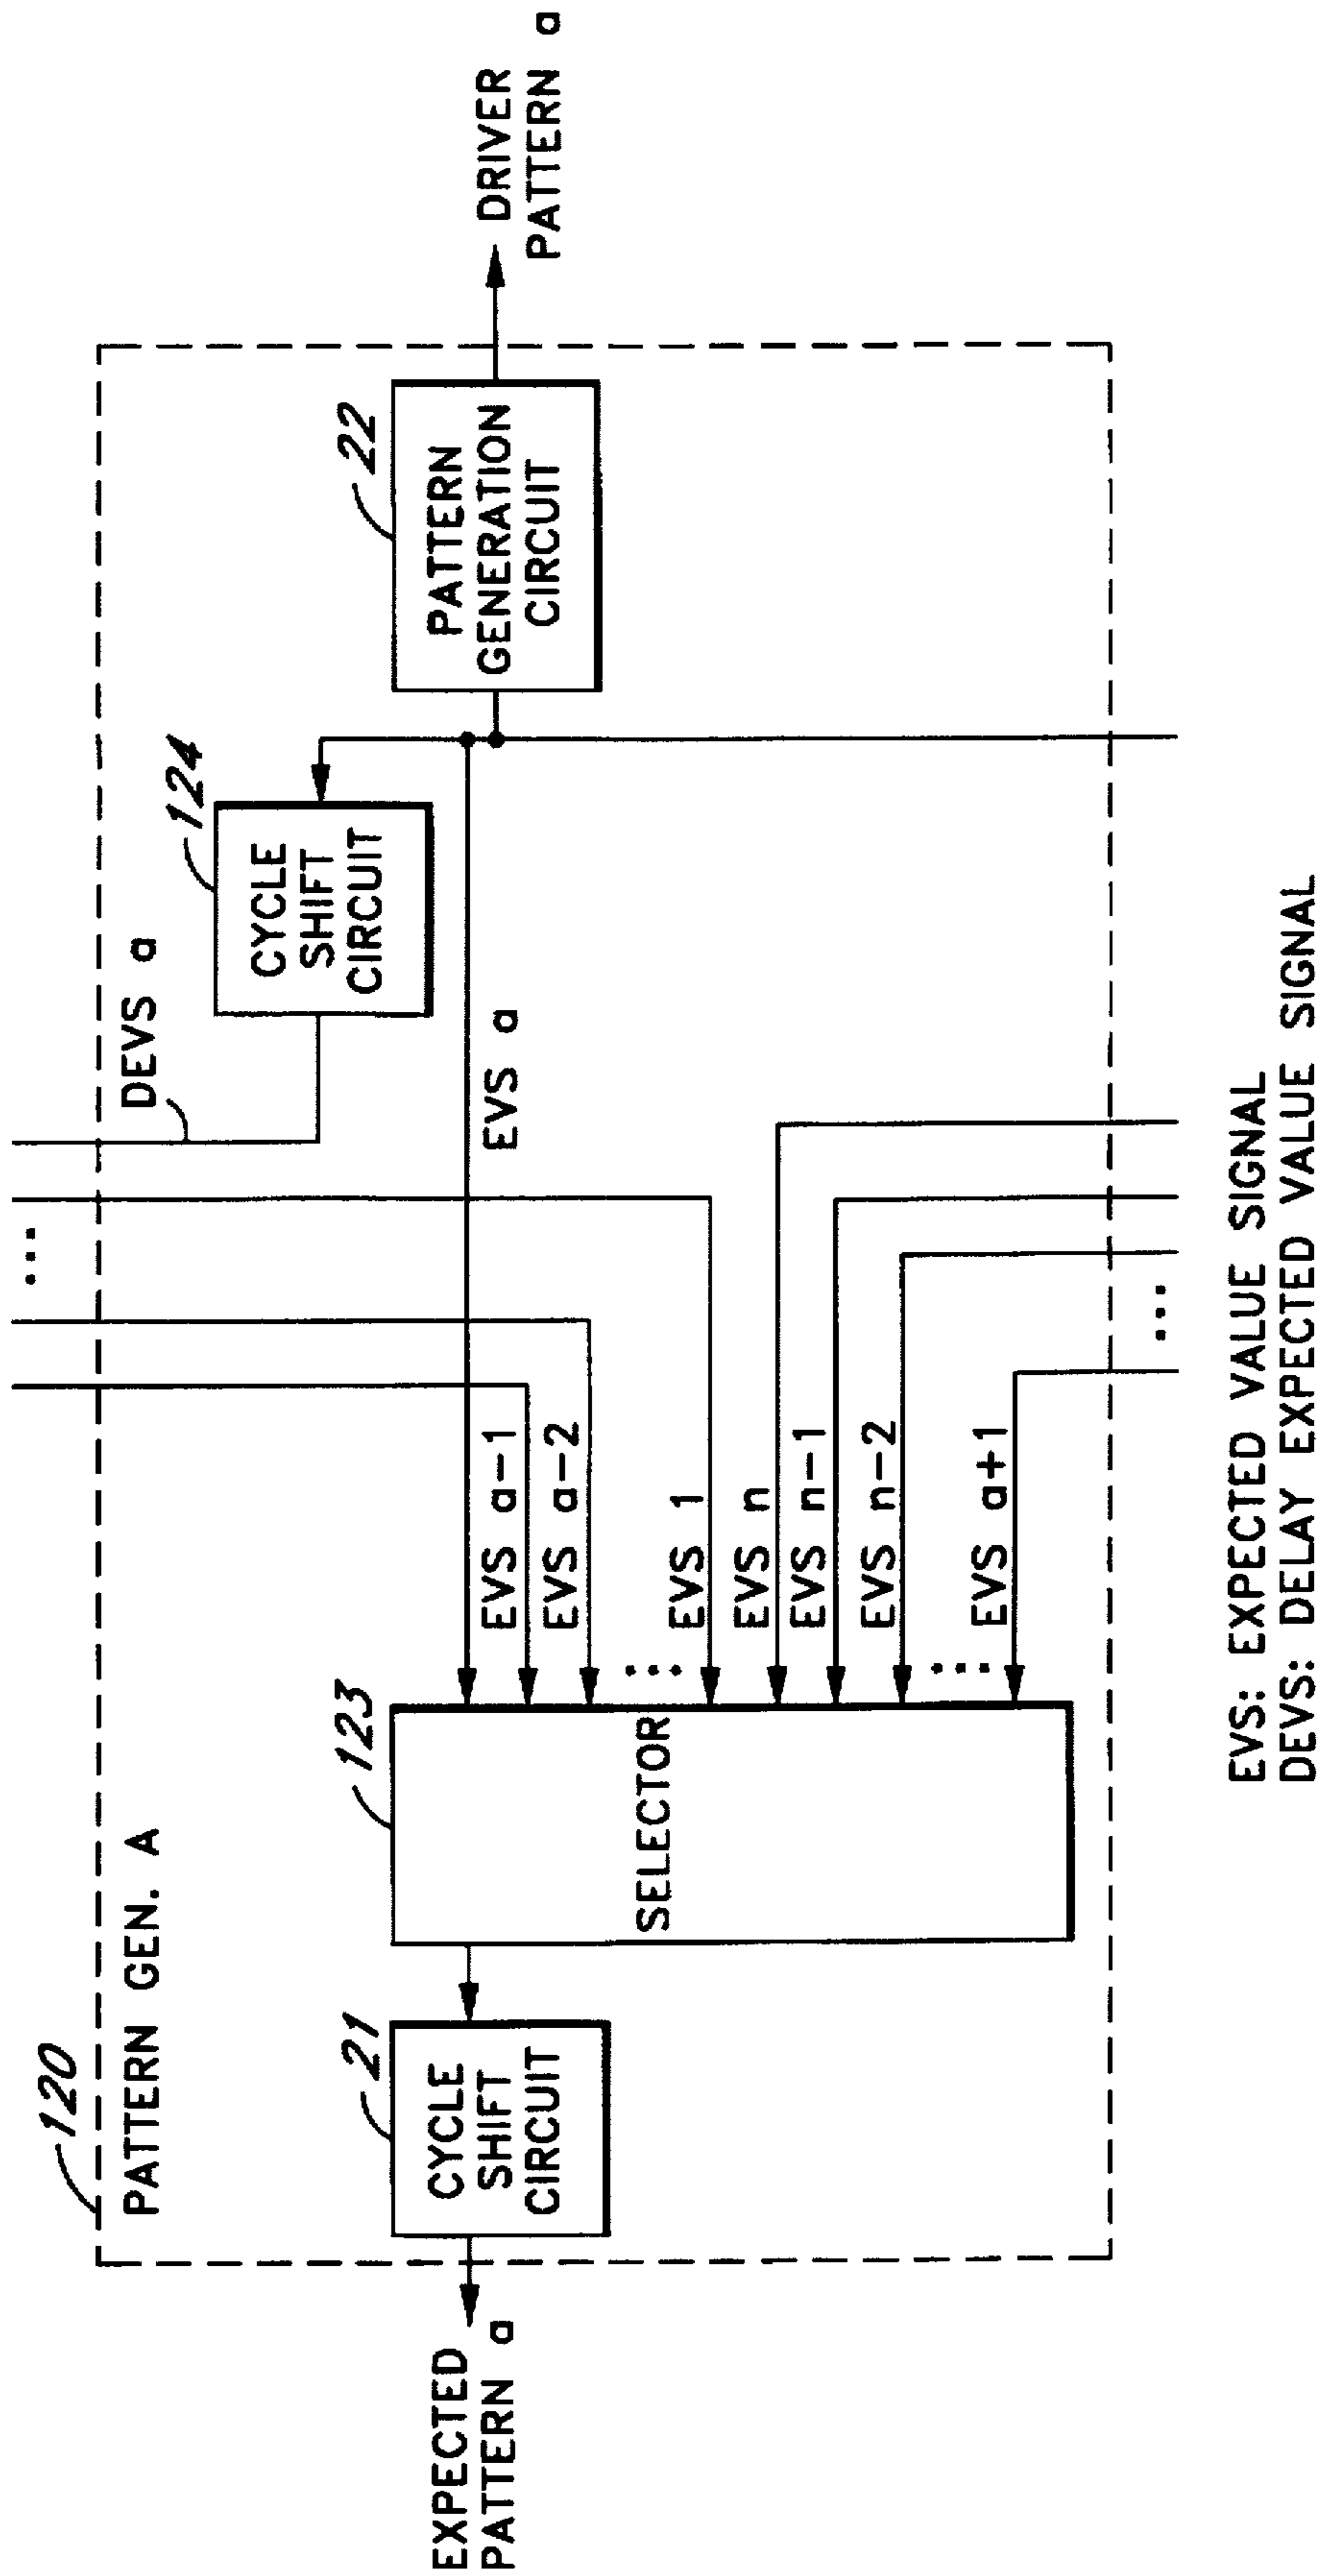 120
PATTERN GEN. A
DEVS a
124
CYCLE
SHIFT
CIRCUIT
EXPECTED
PATTERN a
21
CYCLE
SHIFT
CIRCUIT
123
SELECTOR
EVS a
EVS a-1
EVS a-2
...
EVS 1
EVS n
EVS n-1
EVS n-2
...
EVS a+1
22
PATTERN
GENERATION
CIRCUIT
DRIVER
PATTERN a
...
...
EVS: EXPECTED VALUE SIGNAL
DEVS: DELAY EXPECTED VALUE SIGNAL